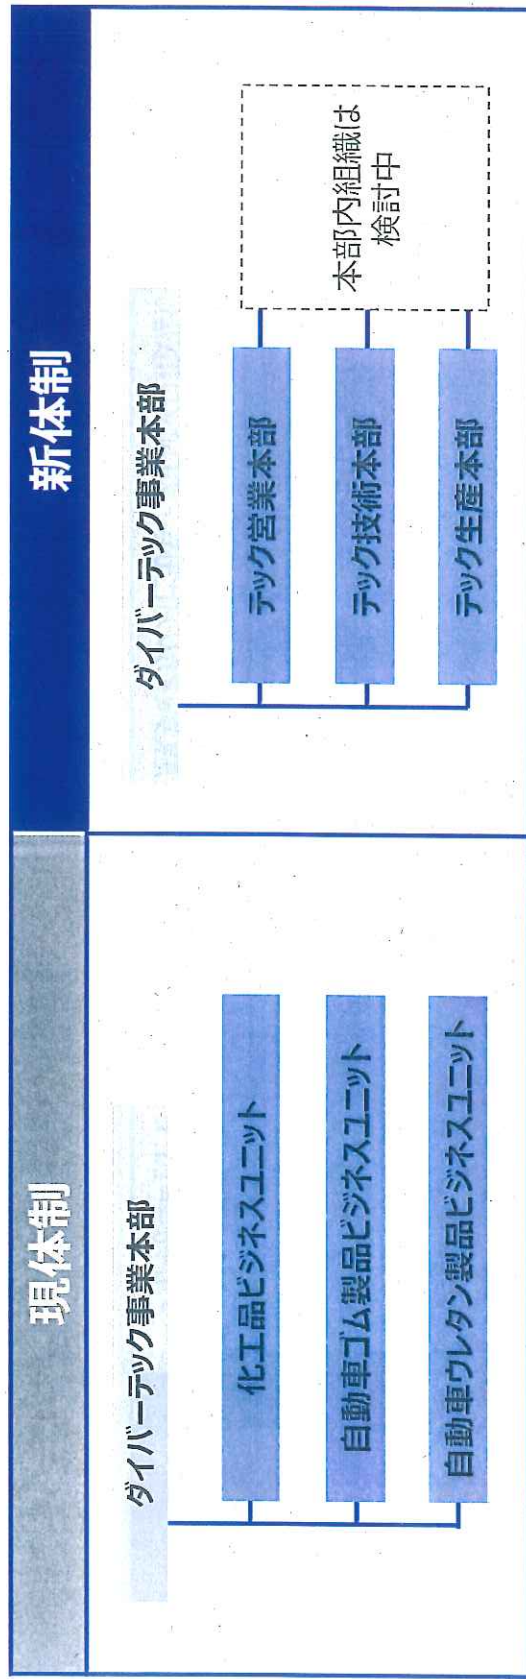 現体制
ダイバーテック事業本部
化工品ビジネスユニット
自動車ゴム製品ビジネスユニット
自動車ウレタン製品ビジネスユニット
新体制
ダイバーテック事業本部
テック営業本部
テック技術本部
テック生産本部
本部内組織は
検討中